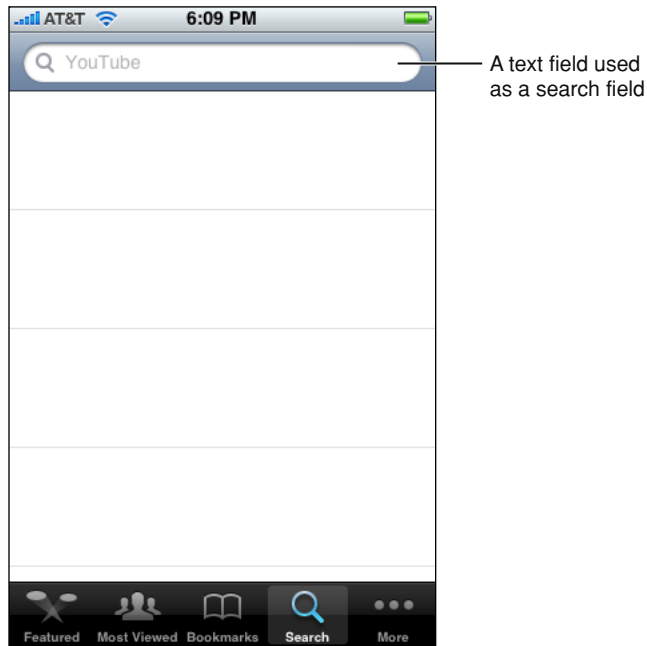 AT&T 6:09 PM
YouTube
A text field used
as a search field
Featured Most Viewed Bookmarks Search More